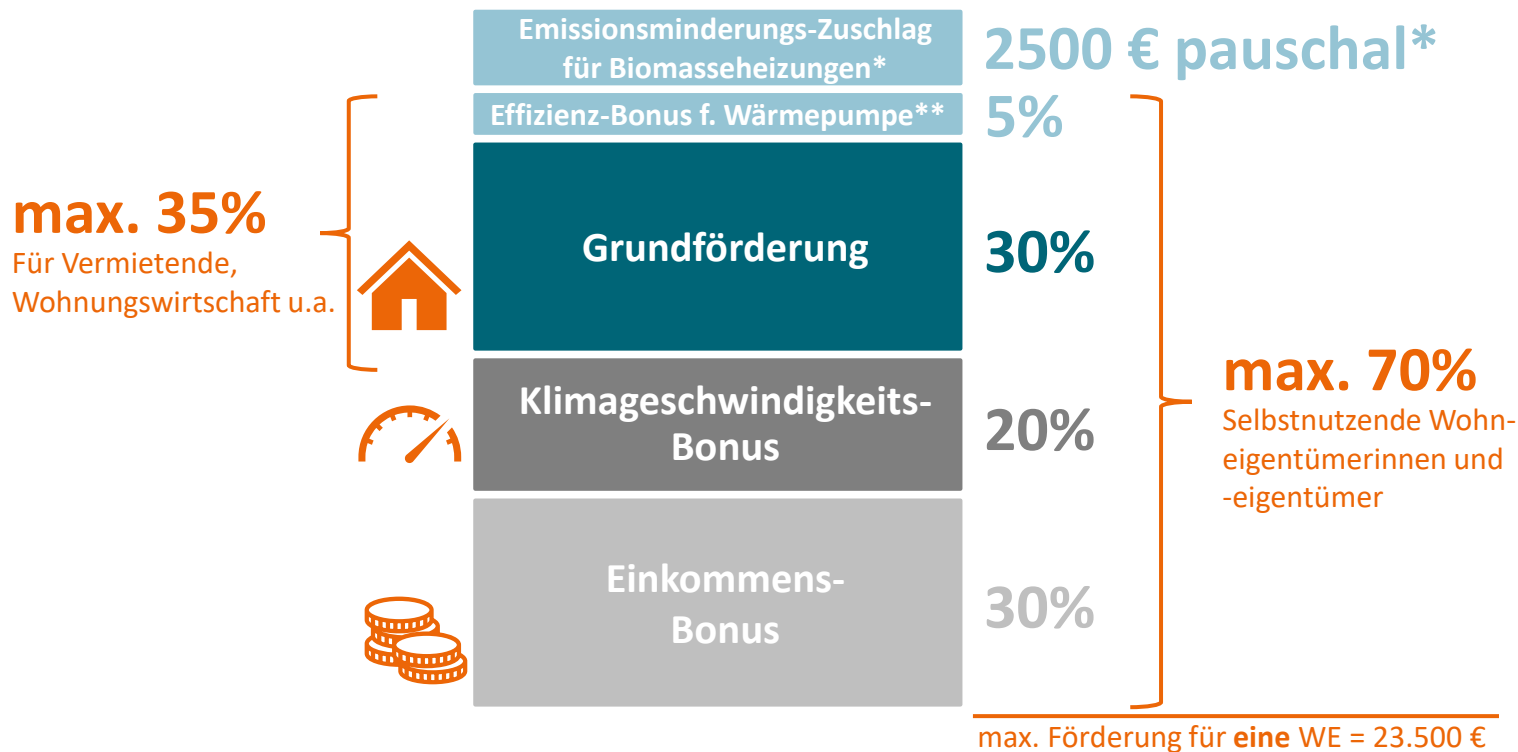 Emissionsminderungs-Zuschlag
für Biomasseheizungen*
2500 € pauschal*
Effizienz-Bonus f. Wärmepumpe**
5%
max. 35%
Für Vermietende,
Wohnungswirtschaft u.a.
Grundförderung
30%
Klimageschwindigkeits-
Bonus
20%
max. 70%
Selbstnutzende Wohn-
eigentümerinnen und
-eigentümer
Einkommens-
Bonus
30%
max. Förderung für eine WE = 23.500 €